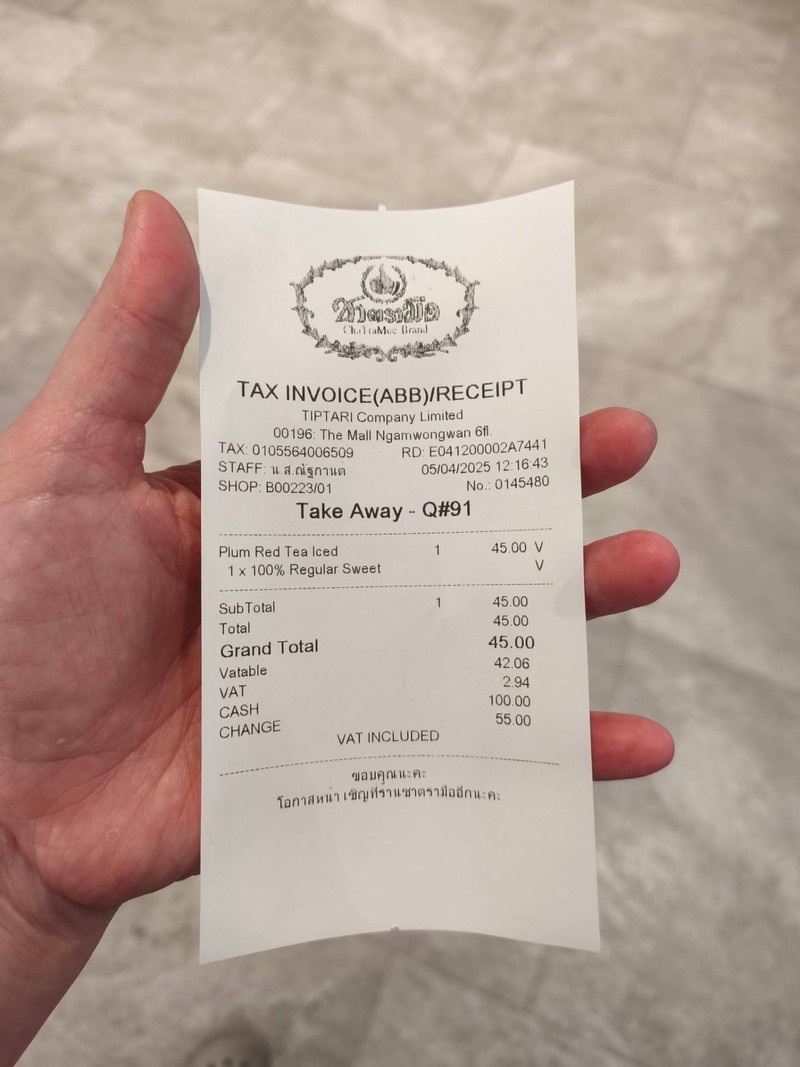 ชาตรามือ
ChaTraMue Brand
TAX INVOICE(ABB)/RECEIPT
TIPTARI Company Limited
00196: The Mall Ngamwongwan 6fl.
TAX: 0105564006509 RD: E041200002A7441
STAFF: น.ส.ณัฐกานต 05/04/2025 12:16:43
SHOP: B00223/01 No.: 0145480
Take Away - Q#91
Plum Red Tea Iced 1 45.00 V
1 x 100% Regular Sweet V
SubTotal 1 45.00
Total 45.00
Grand Total 45.00
Vatable 42.06
VAT 2.94
CASH 100.00
CHANGE 55.00
VAT INCLUDED
ขอบคุณนะคะ
โอกาสหน้า เชิญที่ร้านชาตรามืออีกนะคะ